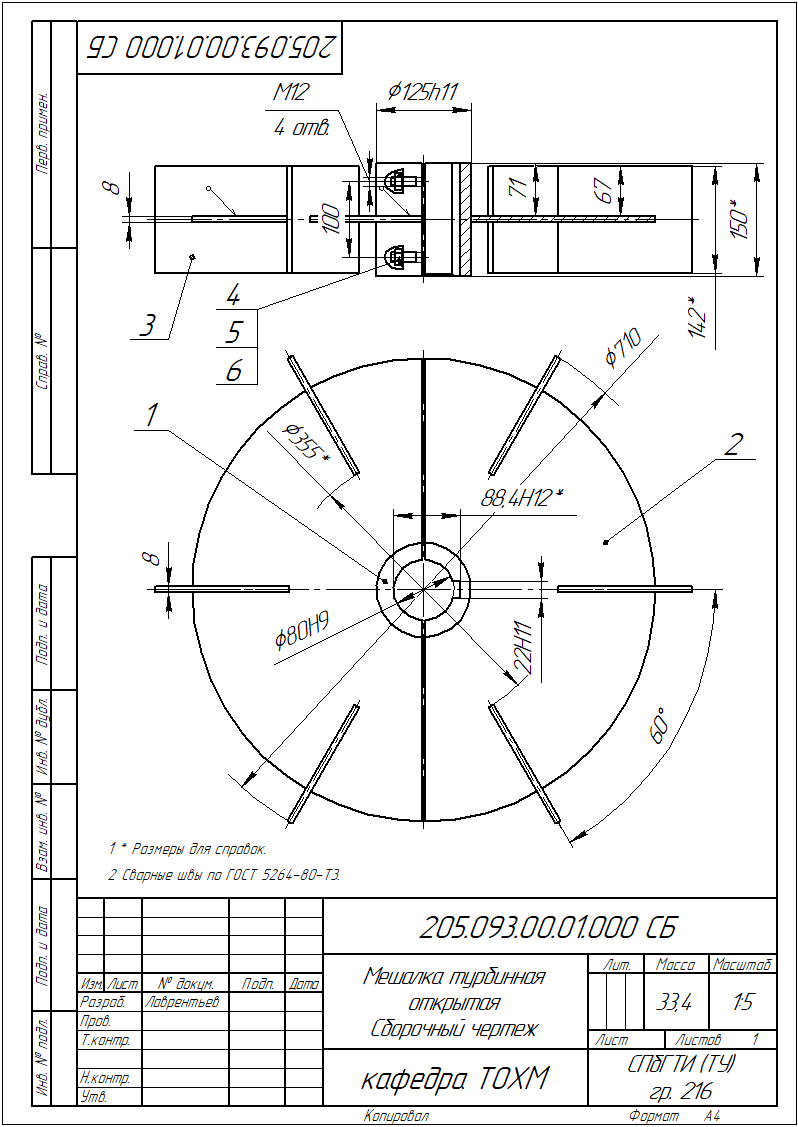 205.093.00.01.000 СБ
Перв. примен.
Справ. №
Подп. и дата
Инв. № дубл.
Взам. инв. №
Подп. и дата
Инв. № подл.
М12
4 отв.
ϕ125h11
8
100
71
67
150*
142*
3
4
5
6
1
2
ϕ710
ϕ355*
88,4H12*
8
ϕ80H9
22H11
60°
1 * Размеры для справок.
2 Сварные швы по ГОСТ 5264-80-Т3.
205.093.00.01.000 СБ
Изм. Лист № докум. Подп. Дата
Разраб. Лаврентьев
Пров.
Т.контр.
Н.контр.
Утв.
Мешалка турбинная
открытая
Сборочный чертеж
Лит. Масса Масштаб
33,4 1:5
Лист Листов 1
кафедра ТОХМ
СПбГТИ (ТУ)
гр. 216
Копировал Формат А4